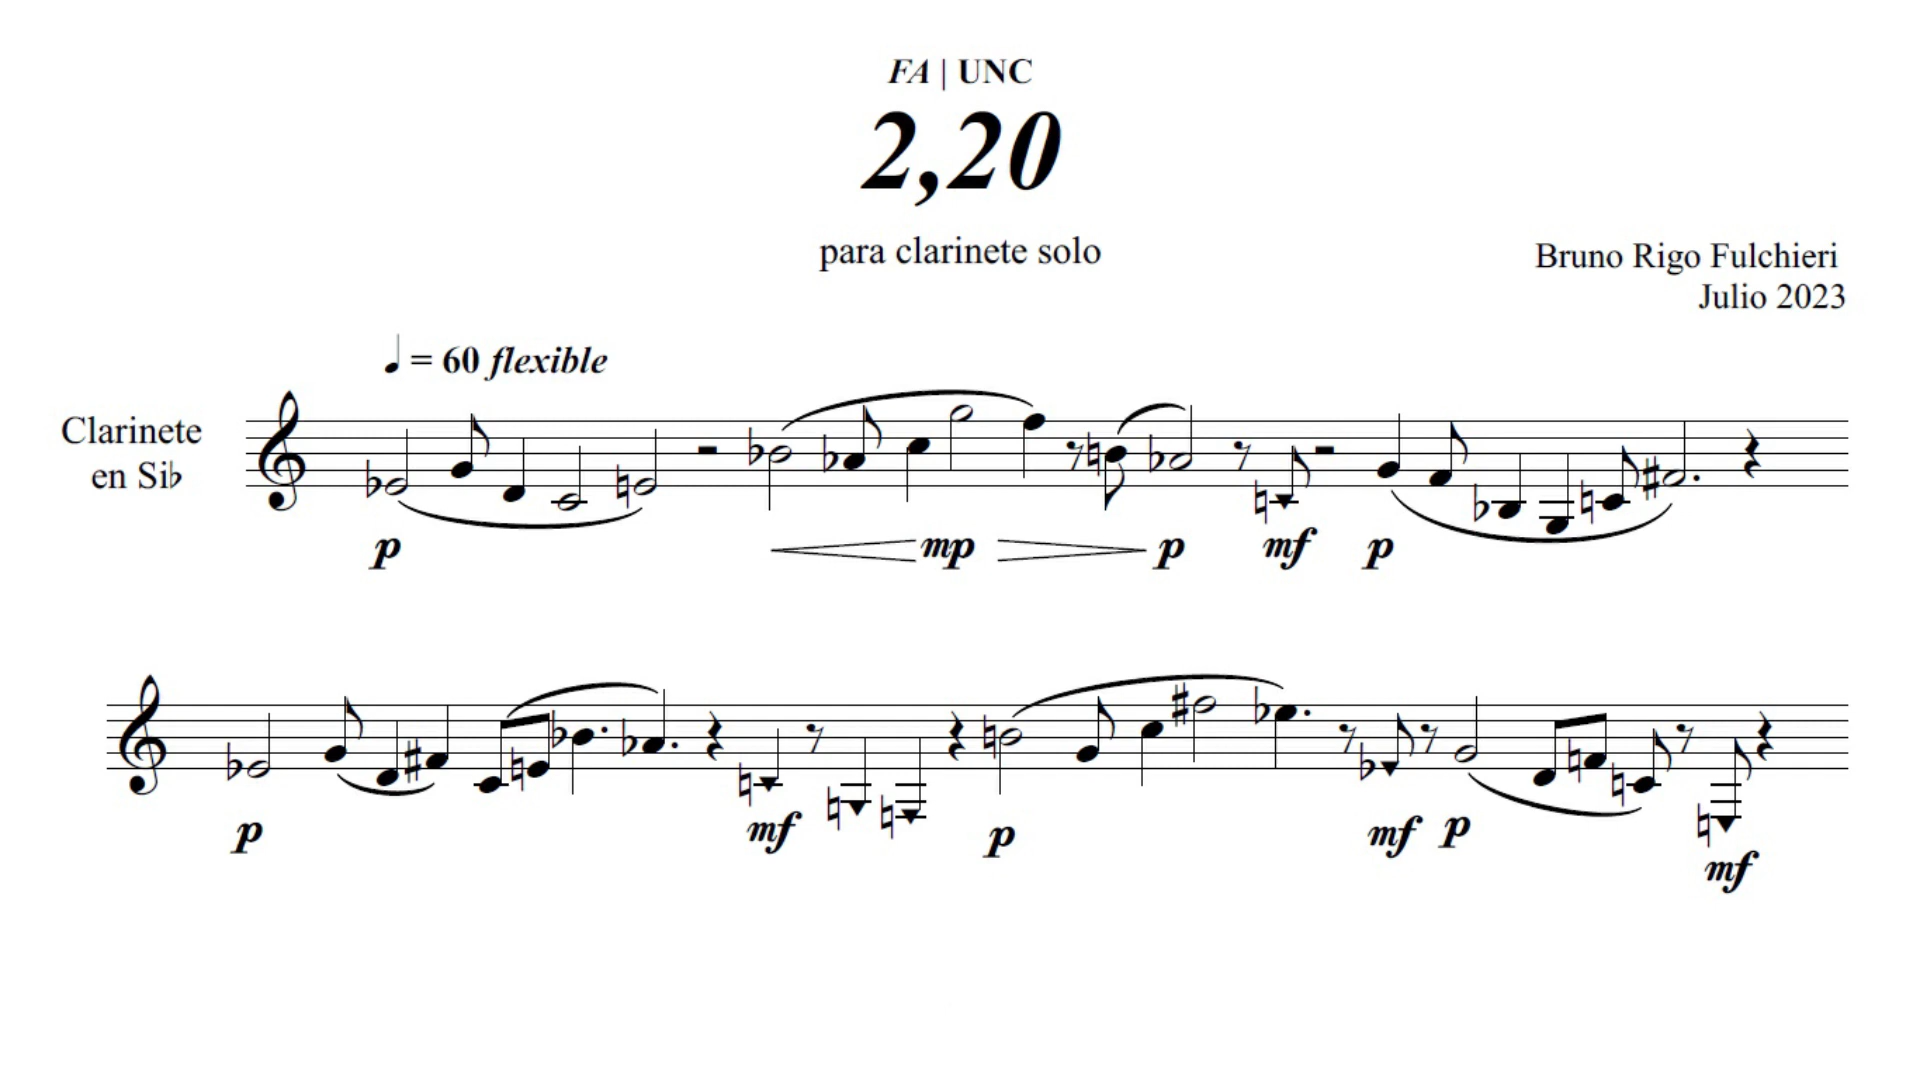 FA | UNC
2,20
para clarinete solo
Bruno Rigo Fulchieri
Julio 2023
♩ = 60 flexible
Clarinete
en Si♭
p mp p mf p
p mf p mf p mf